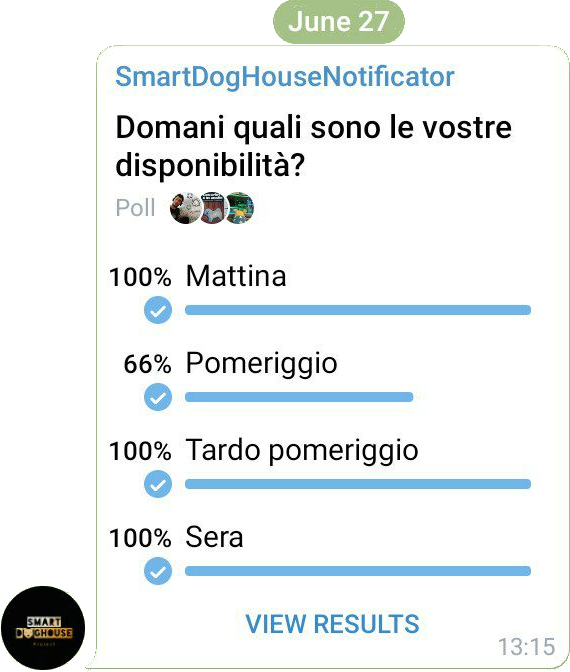 June 27
SmartDogHouseNotificator
Domani quali sono le vostre
disponibilità?
Poll
100% Mattina
66% Pomeriggio
100% Tardo pomeriggio
100% Sera
VIEW RESULTS
13:15
SMART
DOGHOUSE
Project